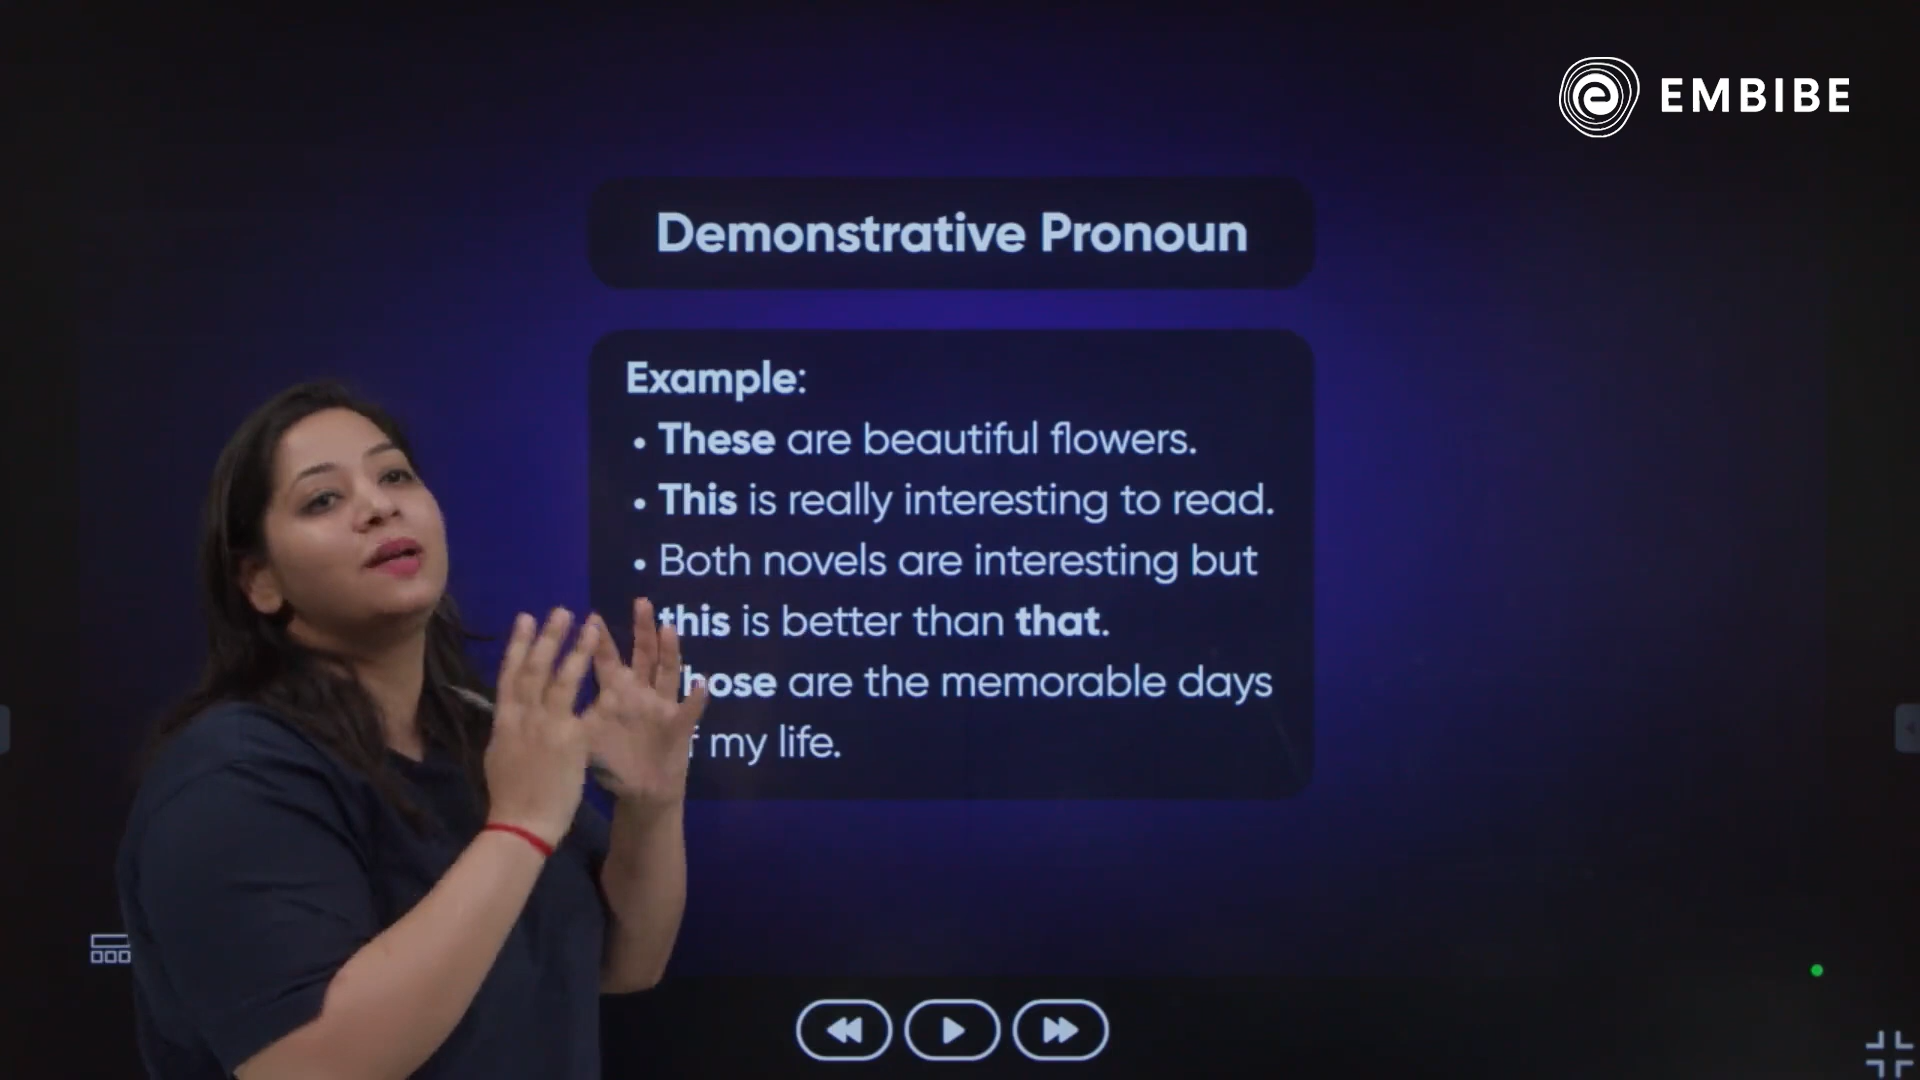 EMBIBE
Demonstrative Pronoun
Example:
• These are beautiful flowers.
• This is really interesting to read.
• Both novels are interesting but
this is better than that.
are the memorable days
my life.